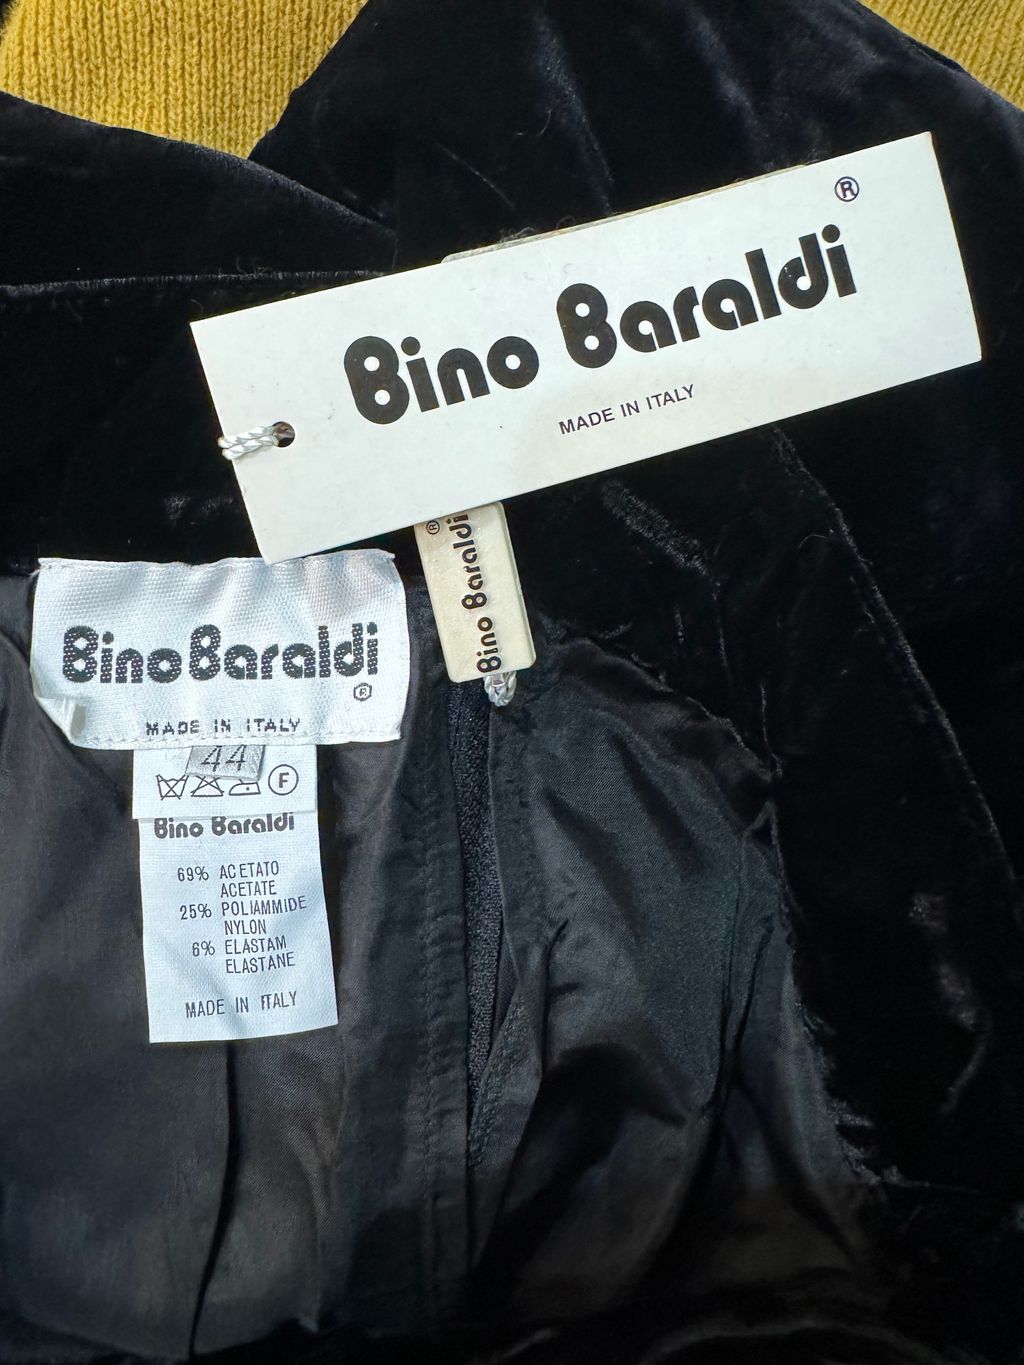 ®
Bino Baraldi
MADE IN ITALY
Bino Baraldi ®
Bino Baraldi
®
MADE IN ITALY
44
F
Bino Baraldi
69% ACETATO
ACETATE
25% POLIAMMIDE
NYLON
6% ELASTAM
ELASTANE
MADE IN ITALY